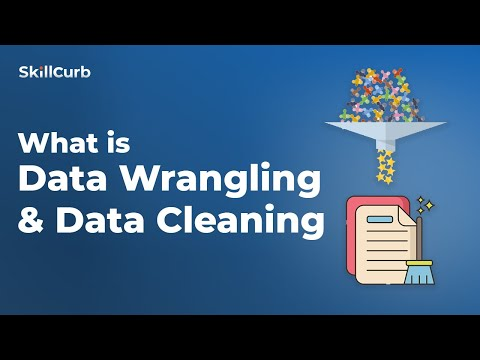 SkillCurb
What is
Data Wrangling
& Data Cleaning